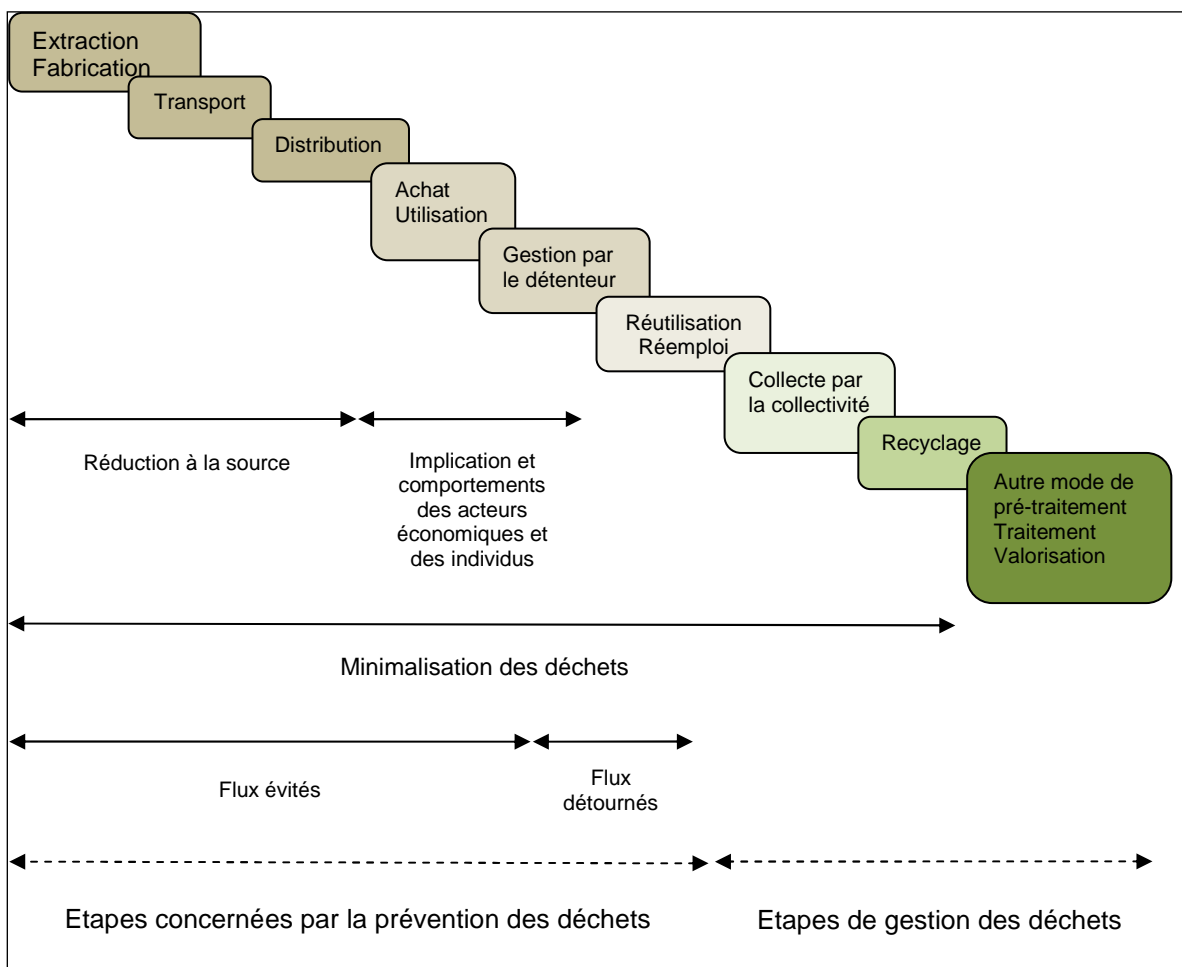 Extraction
Fabrication
Transport
Distribution
Achat
Utilisation
Gestion par
le détenteur
Réutilisation
Réemploi
Collecte par
la collectivité
Recyclage
Autre mode de
pré-traitement
Traitement
Valorisation
Réduction à la source
Implication et
comportements
des acteurs
économiques et
des individus
Minimalisation des déchets
Flux évités
Flux
détournés
Etapes concernées par la prévention des déchets
Etapes de gestion des déchets